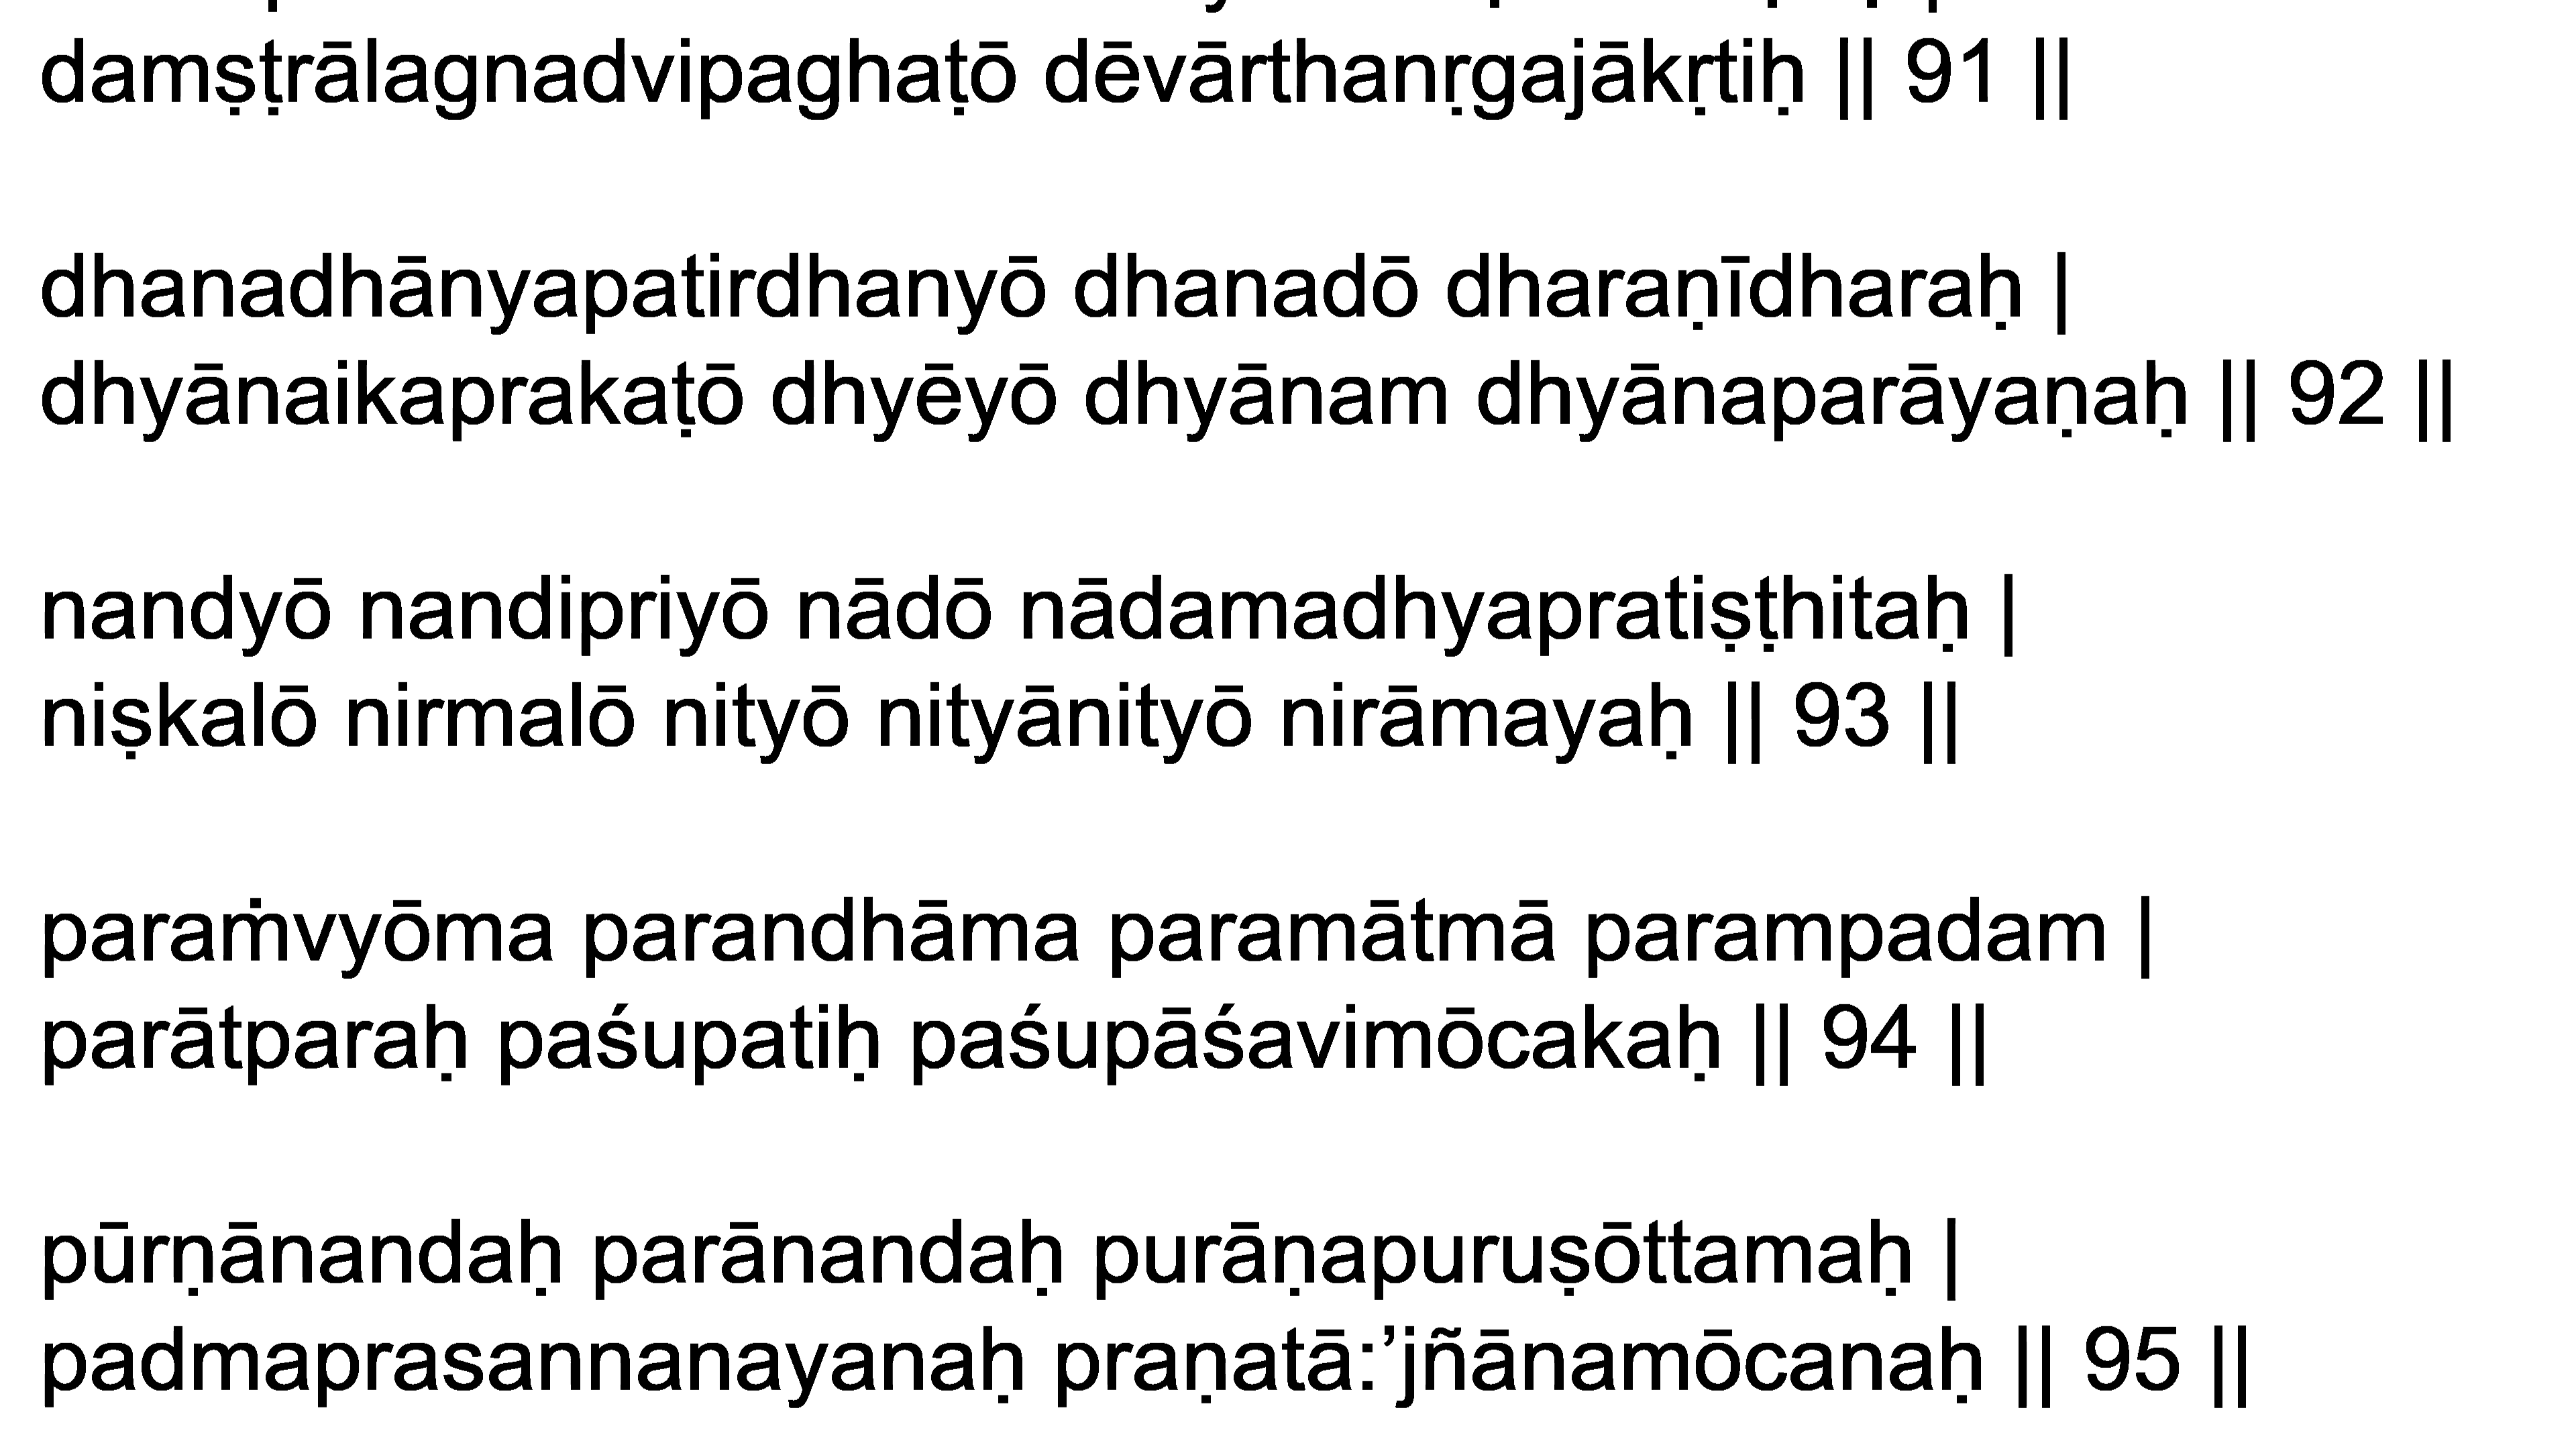 damṣṭrālagnadvipaghaṭō dēvārthanṛgajākṛtiḥ || 91 ||
dhanadhānyapatirdhanyō dhanadō dharaṇīdharaḥ |
dhyānaikaprakaṭō dhyēyō dhyānam dhyānaparāyaṇaḥ || 92 ||
nandyō nandipriyō nādō nādamadhyapratiṣṭhitaḥ |
niṣkalō nirmalō nityō nityānityō nirāmayaḥ || 93 ||
paraṁvyōma parandhāma paramātmā parampadam |
parātparaḥ paśupatiḥ paśupāśavimōcakaḥ || 94 ||
pūrṇānandaḥ parānandaḥ purāṇapuruṣōttamaḥ |
padmaprasannanayanaḥ praṇatā:’jñānamōcanaḥ || 95 ||